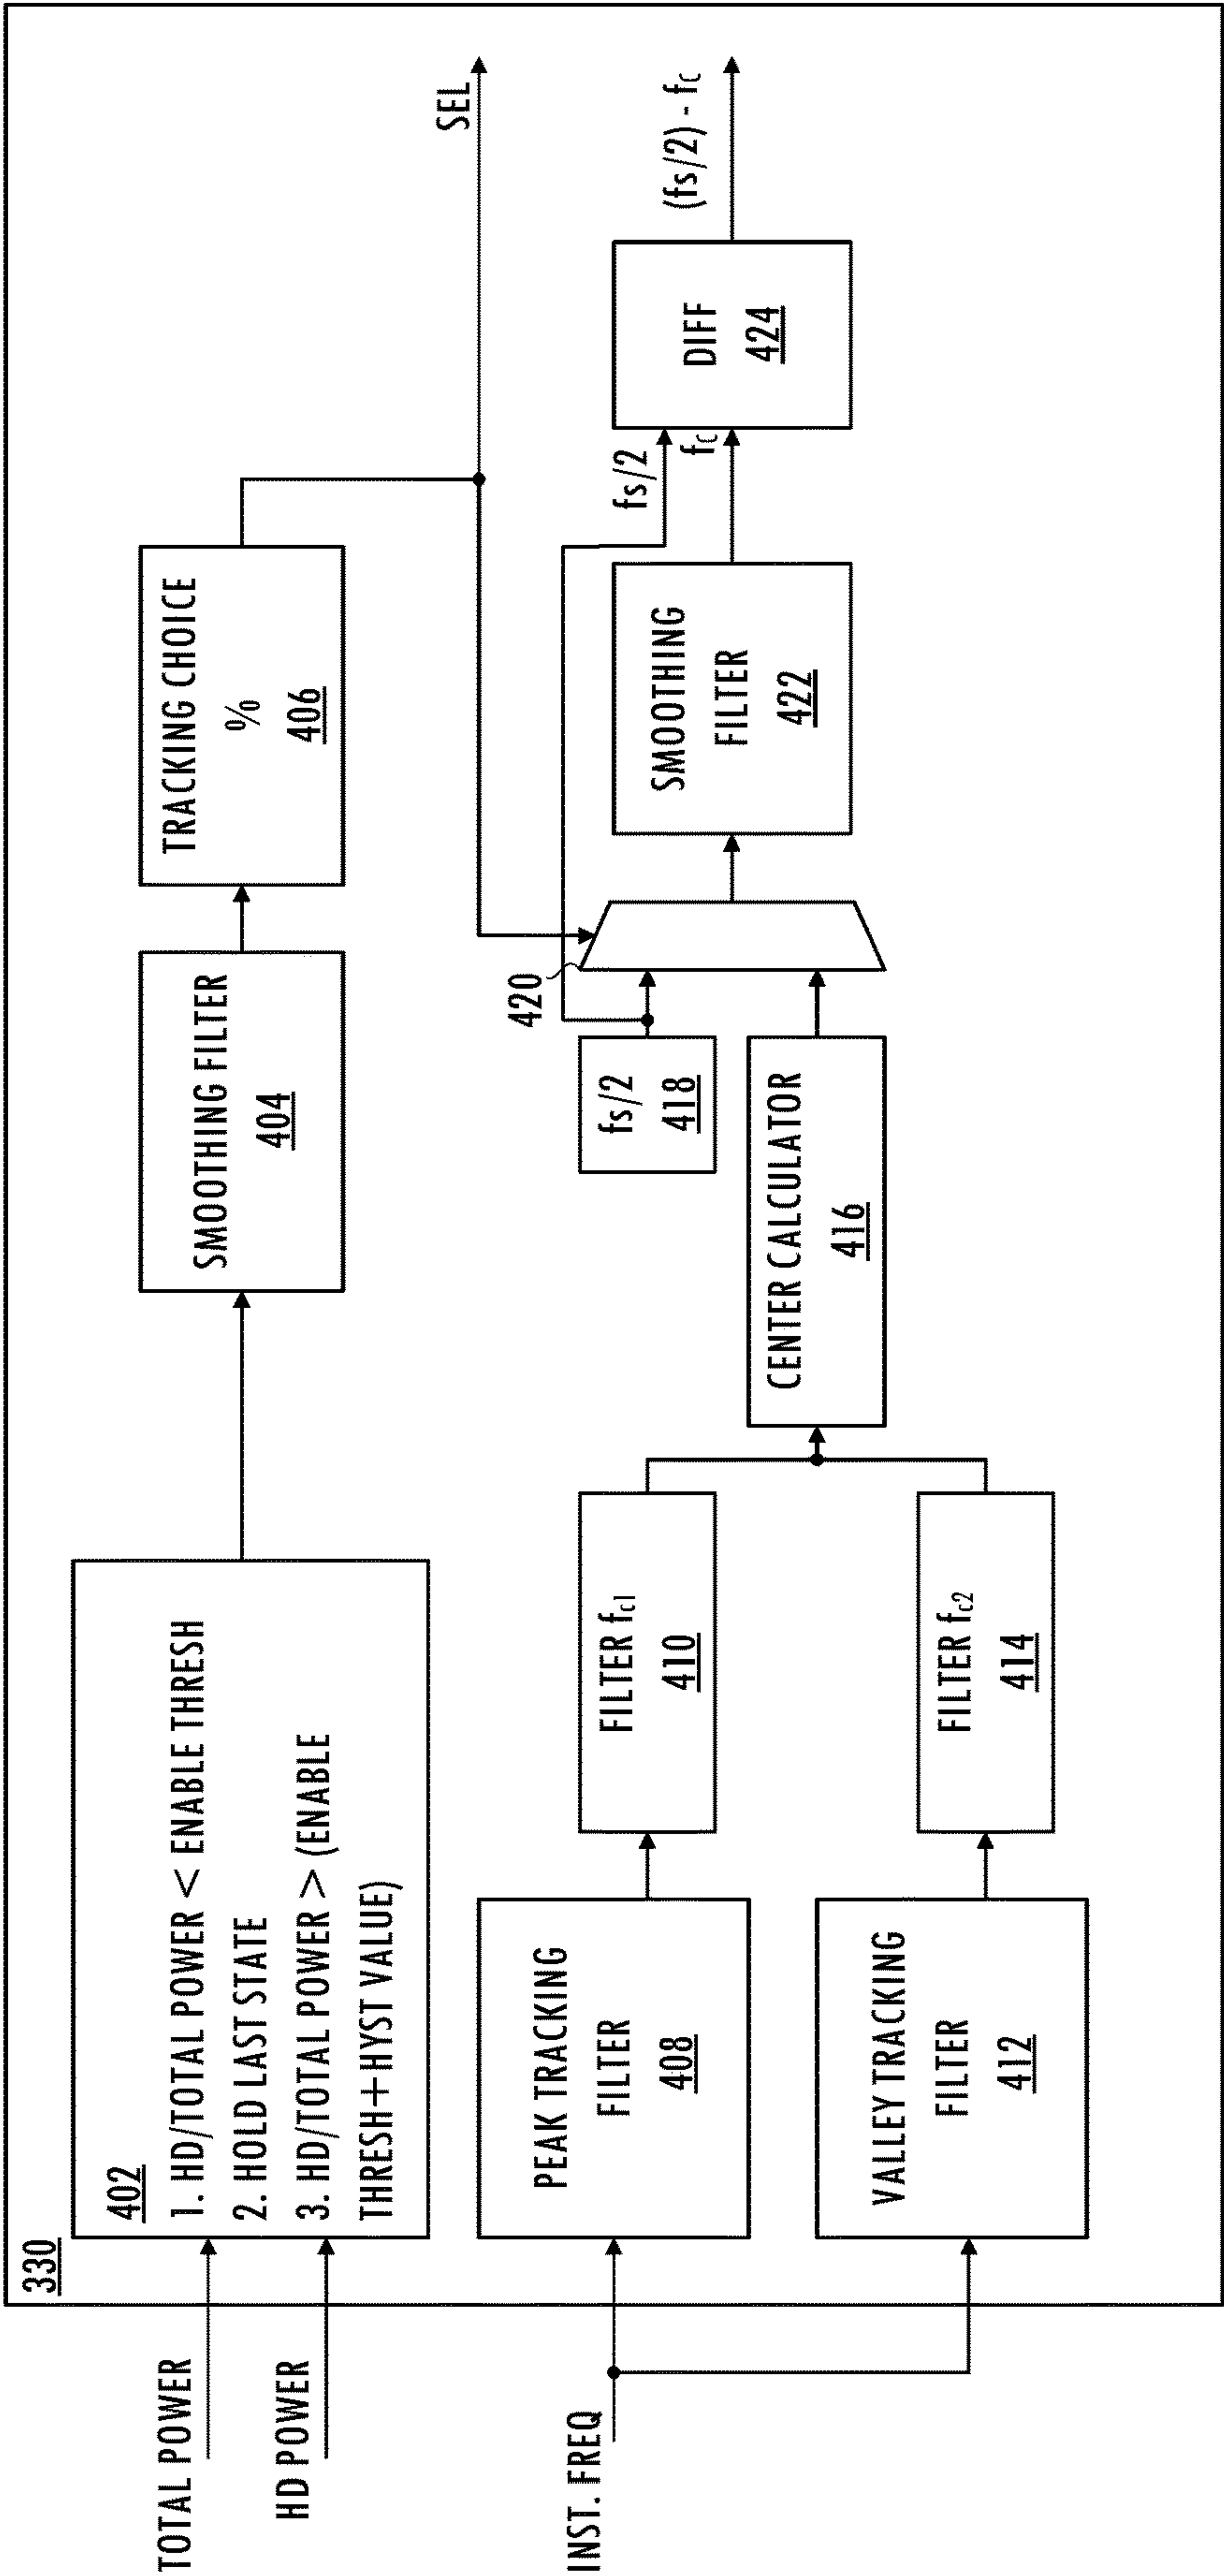 330
TOTAL POWER
HD POWER
402
1. HD/TOTAL POWER < ENABLE THRESH
2. HOLD LAST STATE
3. HD/TOTAL POWER > (ENABLE
THRESH+HYST VALUE)
SMOOTHING FILTER
404
TRACKING CHOICE
%
406
SEL
INST. FREQ
PEAK TRACKING
FILTER
408
FILTER fc1
410
VALLEY TRACKING
FILTER
412
FILTER fc2
414
CENTER CALCULATOR
416
fs/2
418
420
SMOOTHING
FILTER
422
fs/2
fc
DIFF
424
(fs/2) - fc